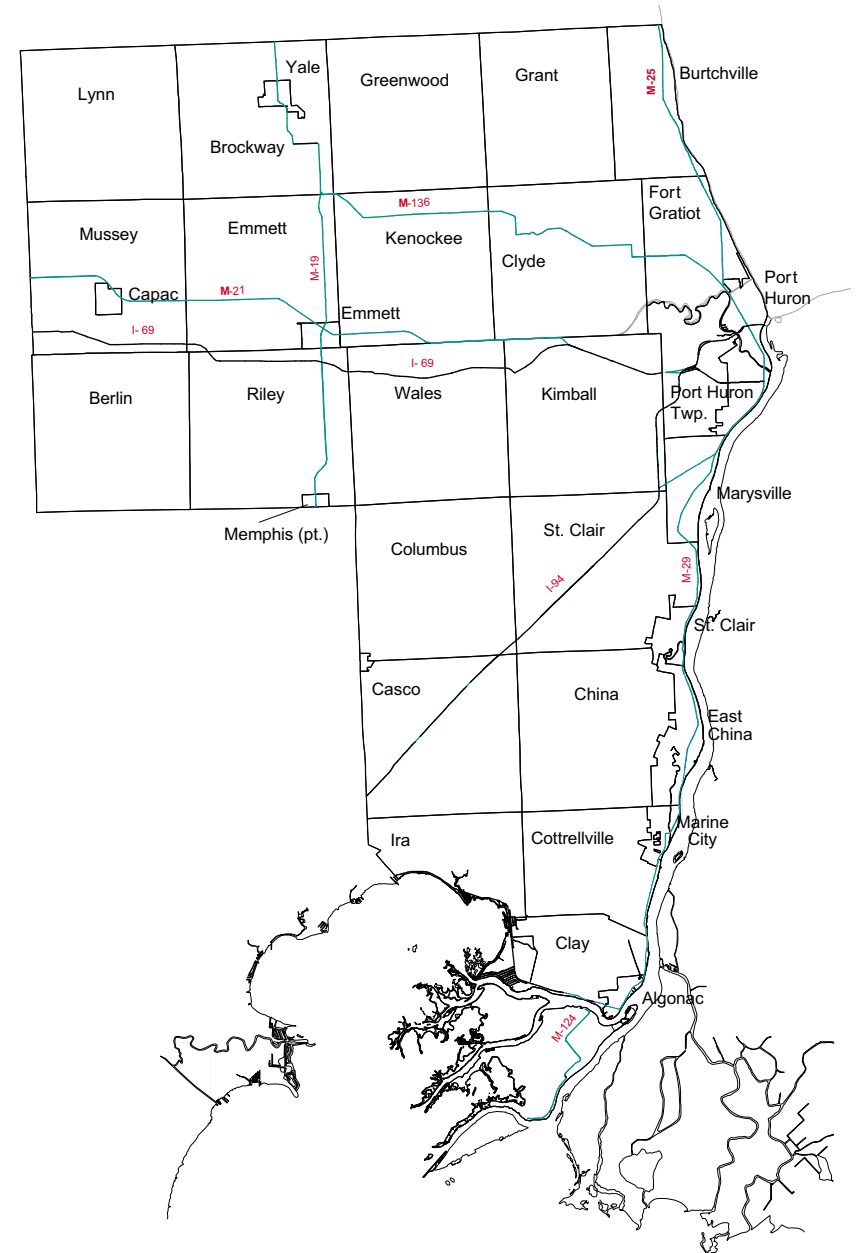 Yale
Lynn
Greenwood
Grant
M-25
Burtchville
Brockway
Fort
Gratiot
M-136
Mussey
Emmett
Kenockee
Clyde
M-19
Port
Huron
Capac
M-21
Emmett
I- 69
I- 69
Berlin
Riley
Wales
Kimball
Port Huron
Twp.
Marysville
Memphis (pt.)
St. Clair
Columbus
M-29
I-94
St. Clair
Casco
China
East
China
Ira
Cottrellville
Marine
City
Clay
Algonac
M-124